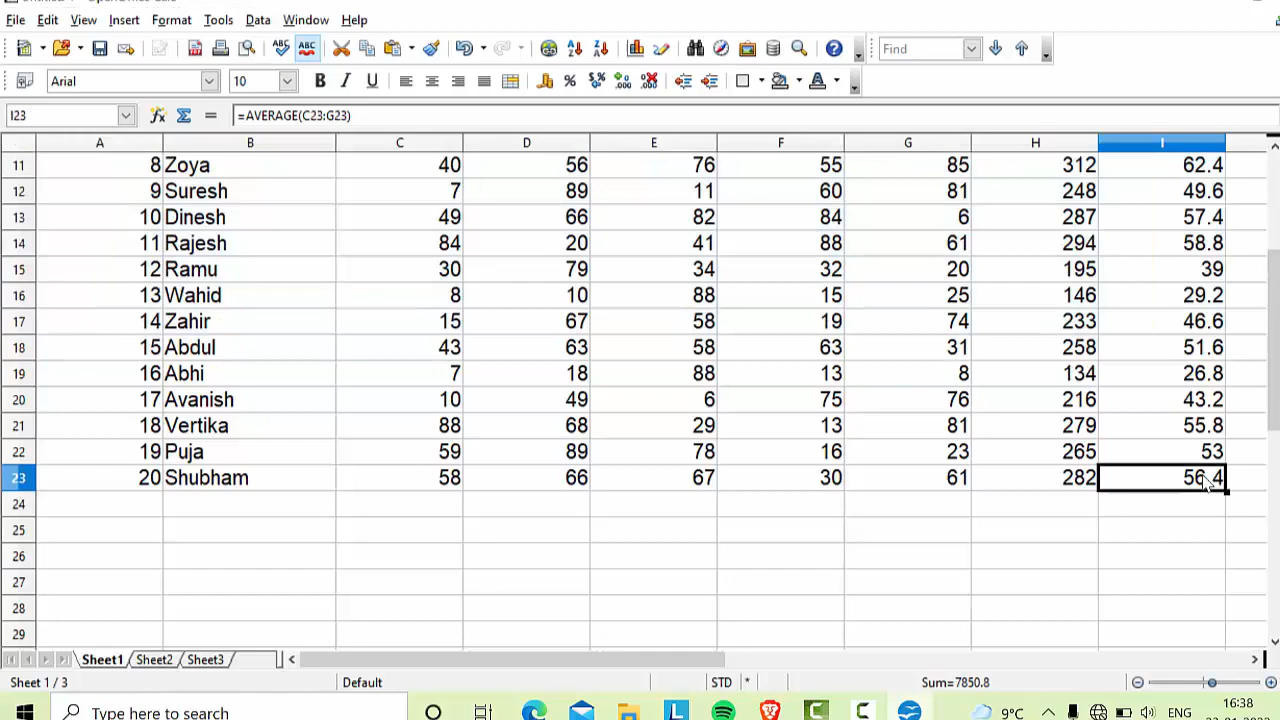 File Edit View Insert Format Tools Data Window Help
Find
Arial 10
I23 =AVERAGE(C23:G23)
A B C D E F G H I
11 8 Zoya 40 56 76 55 85 312 62.4
12 9 Suresh 7 89 11 60 81 248 49.6
13 10 Dinesh 49 66 82 84 6 287 57.4
14 11 Rajesh 84 20 41 88 61 294 58.8
15 12 Ramu 30 79 34 32 20 195 39
16 13 Wahid 8 10 88 15 25 146 29.2
17 14 Zahir 15 67 58 19 74 233 46.6
18 15 Abdul 43 63 58 63 31 258 51.6
19 16 Abhi 7 18 88 13 8 134 26.8
20 17 Avanish 10 49 6 75 76 216 43.2
21 18 Vertika 88 68 29 13 81 279 55.8
22 19 Puja 59 89 78 16 23 265 53
23 20 Shubham 58 66 67 30 61 282 56.4
24
25
26
27
28
29
Sheet1 Sheet2 Sheet3
Sheet 1 / 3 Default STD * Sum=7850.8
Type here to search 9°C ENG 16:38